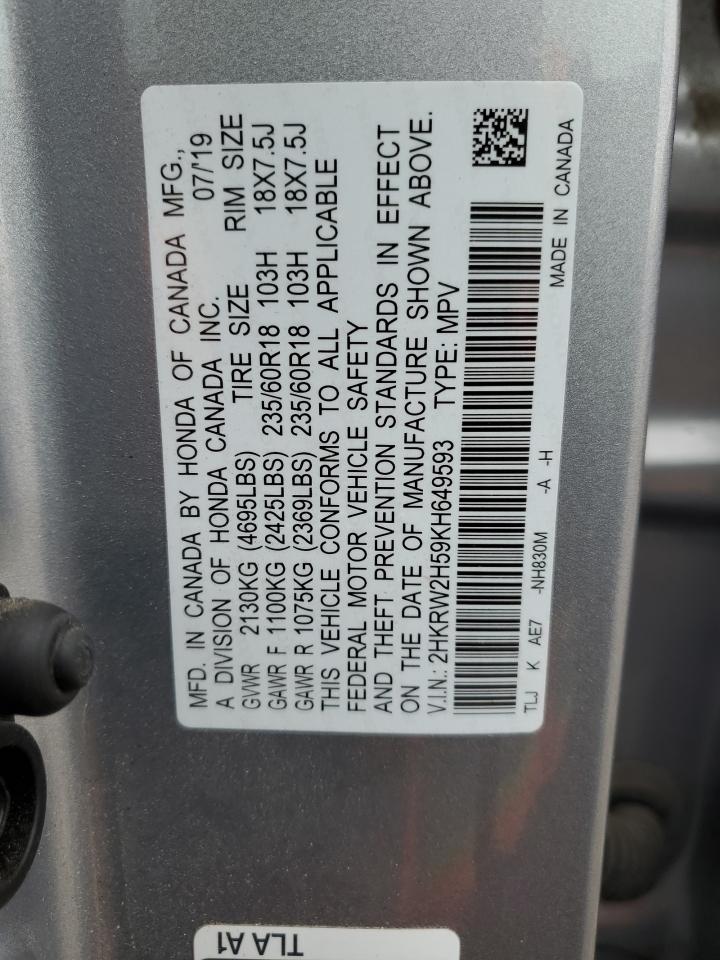 MFD. IN CANADA BY HONDA OF CANADA MFG.,
A DIVISION OF HONDA CANADA INC. 07/'19
GVWR 2130KG (4695LBS) TIRE SIZE RIM SIZE
GAWR F 1100KG (2425LBS) 235/60R18 103H 18X7.5J
GAWR R 1075KG (2369LBS) 235/60R18 103H 18X7.5J
THIS VEHICLE CONFORMS TO ALL APPLICABLE
FEDERAL MOTOR VEHICLE SAFETY
AND THEFT PREVENTION STANDARDS IN EFFECT
ON THE DATE OF MANUFACTURE SHOWN ABOVE.
V.I.N.: 2HKRW2H59KH649593 TYPE: MPV
TLJ K AE7 -NH830M -A -H MADE IN CANADA
TLA A1